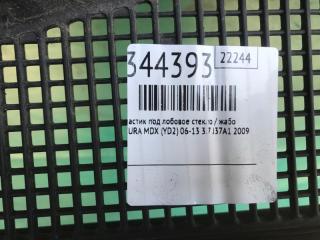 344393 22244
астик под лобовое стекло / жабо
URA MDX (YD2) 06-13 3.7 J37A1 2009